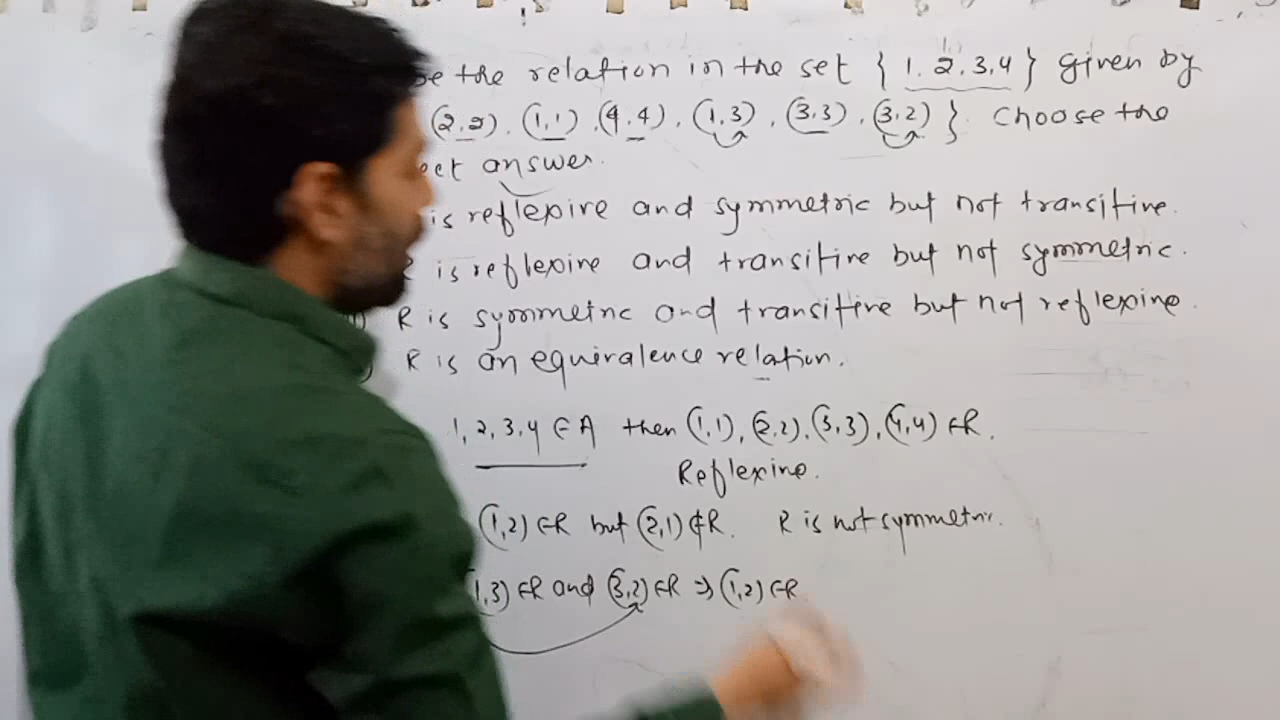 be the relation in the set { 1, 2, 3, 4 } given by
(2,2), (1,1), (4,4), (1,3), (3,3), (3,2) }. Choose the
answer.
is reflexive and symmetric but not transitive.
R is reflexive and transitive but not symmetric.
R is symmetric and transitive but not reflexive.
R is an equivalence relation.
1, 2, 3, 4 ∈ A then (1,1), (2,2), (3,3), (4,4) ∈ R.
Reflexive.
(1,2) ∈ R but (2,1) ∉ R. R is not symmetric.
1,3) ∈ R and (3,2) ∈ R ⇒ (1,2) ∈ R